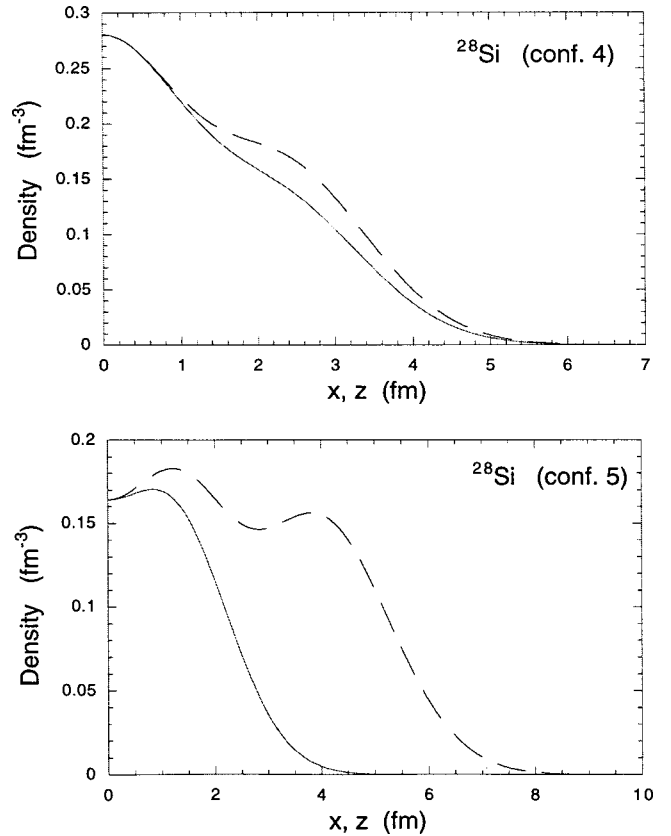 0.3
²⁸Si (conf. 4)
0.25
0.2
0.15
0.1
0.05
0
Density (fm⁻³)
0 1 2 3 4 5 6 7
x, z (fm)
0.2
²⁸Si (conf. 5)
0.15
0.1
0.05
0
Density (fm⁻³)
0 2 4 6 8 10
x, z (fm)